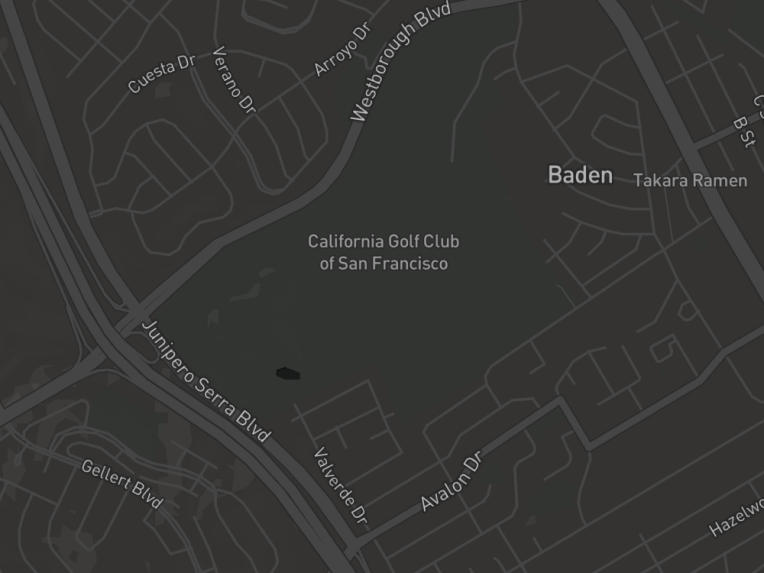 Westborough Blvd
Arroyo Dr
Cuesta Dr
Verano Dr
B St
Baden
Takara Ramen
California Golf Club
of San Francisco
Junipero Serra Blvd
Valverde Dr
Avalon Dr
Gellert Blvd
Hazelwo